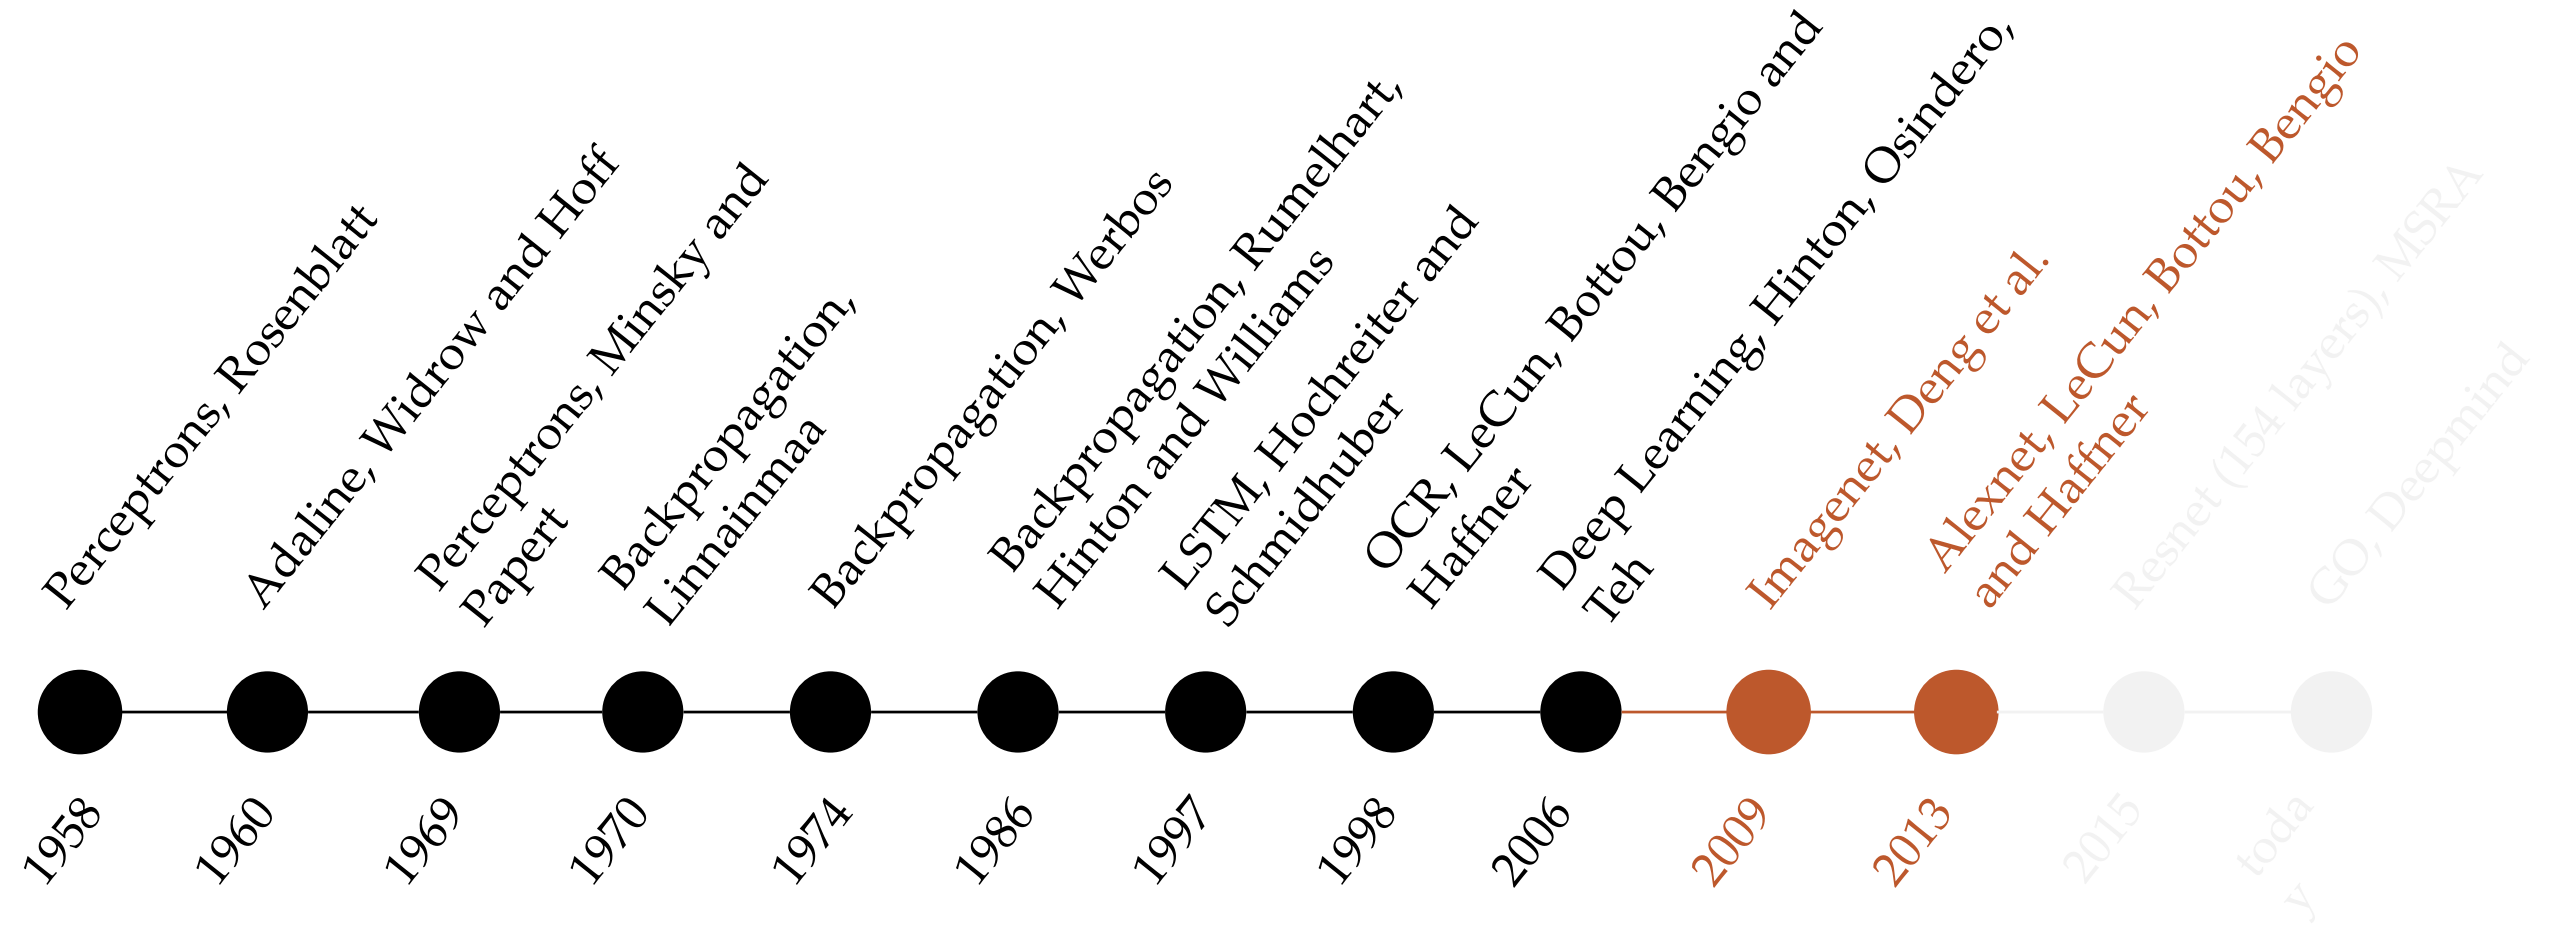 Perceptrons, Rosenblatt
Adaline, Widrow and Hoff
Perceptrons, Minsky and
Papert
Backpropagation,
Linnainmaa
Backpropagation, Werbos
Backpropagation, Rumelhart,
Hinton and Williams
LSTM, Hochreiter and
Schmidhuber
OCR, LeCun, Bottou, Bengio and
Haffner
Deep Learning, Hinton, Osindero,
Teh
Imagenet, Deng et al.
Alexnet, LeCun, Bottou, Bengio
and Haffner
Resnet (154 layers), MSRA
GO, Deepmind
1958
1960
1969
1970
1974
1986
1997
1998
2006
2009
2013
2015
toda
y